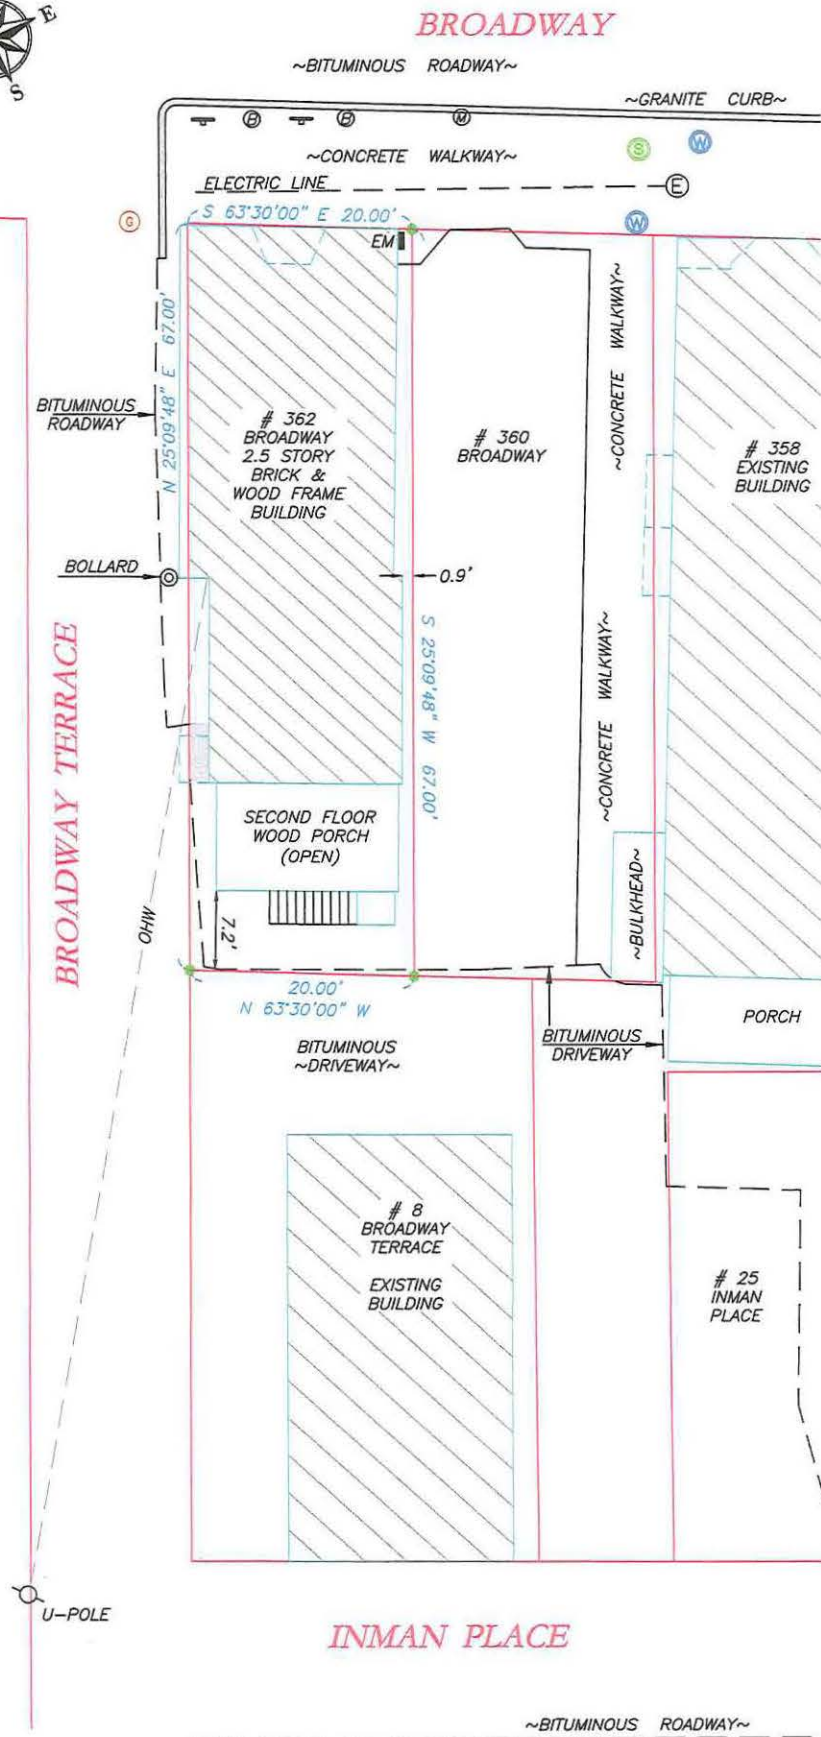 E
S
BROADWAY
~BITUMINOUS ROADWAY~
~GRANITE CURB~
B
B
M
~CONCRETE WALKWAY~
S
W
ELECTRIC LINE
E
G
S 63°30'00" E 20.00'
W
EM
N 25°09'48" E 67.00'
~CONCRETE WALKWAY~
BITUMINOUS
ROADWAY
# 362
BROADWAY
2.5 STORY
BRICK &
WOOD FRAME
BUILDING
# 360
BROADWAY
# 358
EXISTING
BUILDING
BOLLARD
0.9'
S 25°09'48" W 67.00'
~CONCRETE WALKWAY~
BROADWAY TERRACE
SECOND FLOOR
WOOD PORCH
(OPEN)
~BULKHEAD~
OHW
7.2'
20.00'
N 63°30'00" W
BITUMINOUS
~DRIVEWAY~
BITUMINOUS
DRIVEWAY
PORCH
# 8
BROADWAY
TERRACE
EXISTING
BUILDING
# 25
INMAN
PLACE
U-POLE
INMAN PLACE
~BITUMINOUS ROADWAY~